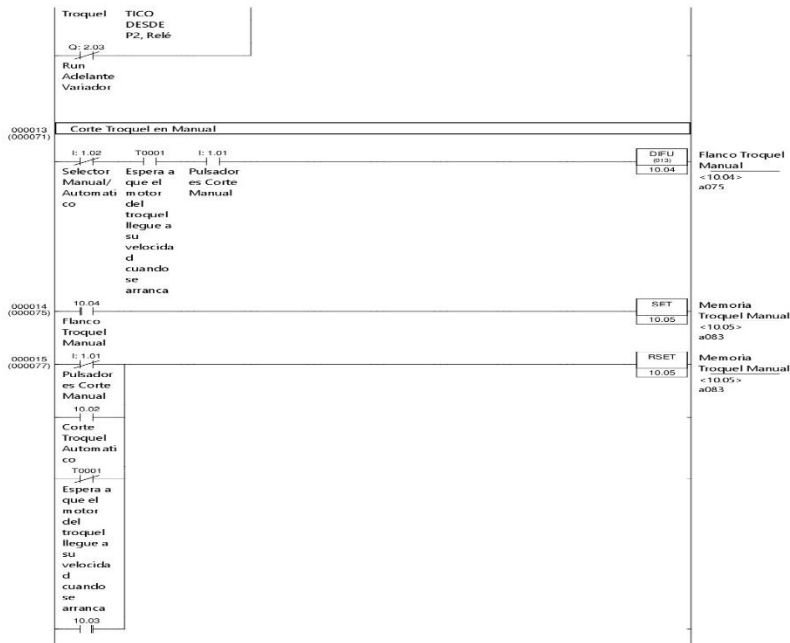 Troquel TICO
DESDE
P2, Relé
Q: 2.03
Run
Adelante
Variador
000013
(000071)
Corte Troquel en Manual
I: 1.02 T0001 I: 1.01
Selector
Manual/
Automati
co
Espera a
que el
motor
del
troquel
llegue a
su
velocida
d
cuando
se
arranca
Pulsador
es Corte
Manual
DIFU
(013)
10.04
Flanco Troquel
Manual
<10.04>
a075
000014
(000075)
10.04
Flanco
Troquel
Manual
SET
10.05
Memoria
Troquel Manual
<10.05>
a083
000015
(000077)
I: 1.01
Pulsador
es Corte
Manual
RSET
10.05
Memoria
Troquel Manual
<10.05>
a083
10.02
Corte
Troquel
Automati
co
T0001
Espera a
que el
motor
del
troquel
llegue a
su
velocida
d
cuando
se
arranca
10.03